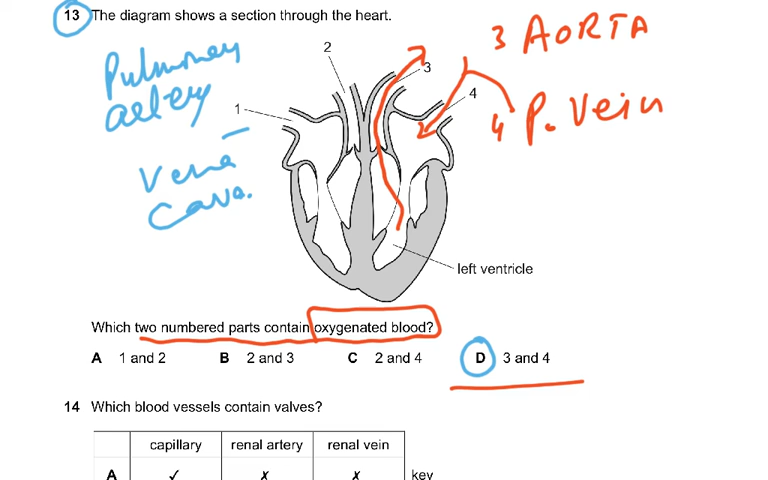 13 The diagram shows a section through the heart.
Pulmonary
artery
Vena
Cava.
1
2
3
4
3 AORTA
4 P. Vein
left ventricle
Which two numbered parts contain oxygenated blood?
A 1 and 2 B 2 and 3 C 2 and 4 D 3 and 4
14 Which blood vessels contain valves?
capillary renal artery renal vein
A ✓ ✗ ✗ key